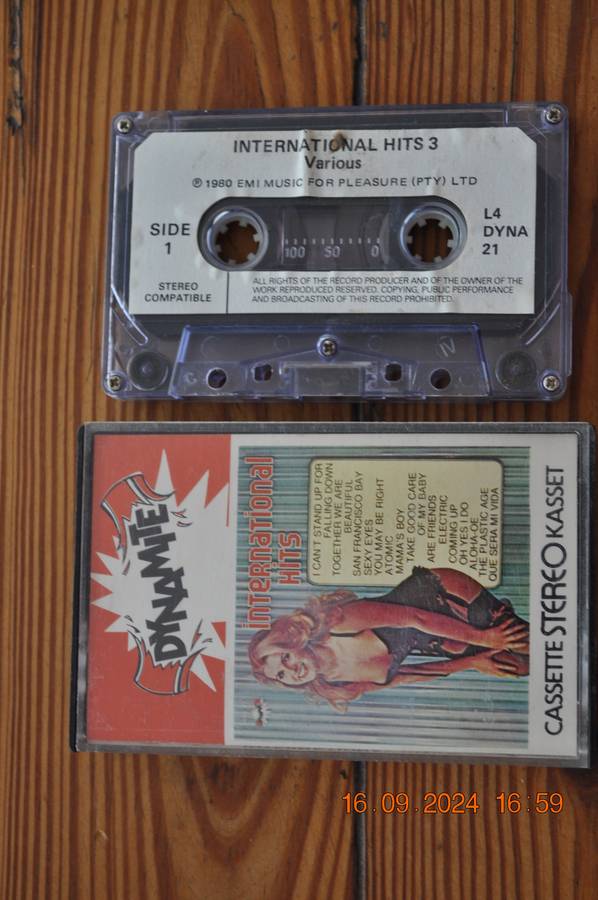 INTERNATIONAL HITS 3
Various
℗ 1980 EMI MUSIC FOR PLEASURE (PTY) LTD
SIDE
1
100 50 0
L4
DYNA
21
STEREO
COMPATIBLE
ALL RIGHTS OF THE RECORD PRODUCER AND OF THE OWNER OF THE
WORK REPRODUCED RESERVED. COPYING, PUBLIC PERFORMANCE
AND BROADCASTING OF THIS RECORD PROHIBITED.
DYNAMITE
international
HITS
I CAN'T STAND UP FOR
FALLING DOWN
TOGETHER WE ARE
BEAUTIFUL
SAN FRANCISCO BAY
SEXY EYES
YOU MAY BE RIGHT
ATOMIC
MAMA'S BOY
TAKE GOOD CARE
OF MY BABY
ARE FRIENDS
ELECTRIC
COMING UP
OH YES I DO
ALOHA-OE
THE PLASTIC AGE
QUE SERA MI VIDA
CASSETTE STEREO KASSET
16.09.2024 16:59